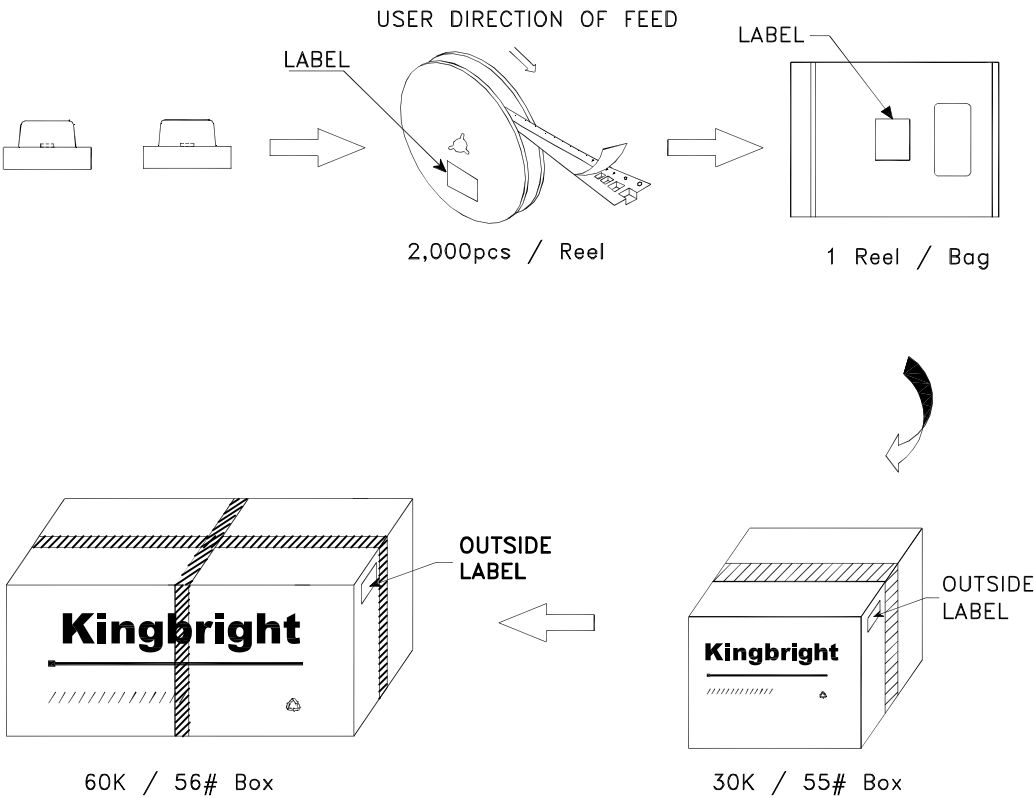 USER DIRECTION OF FEED
LABEL
LABEL
2,000pcs / Reel
1 Reel / Bag
OUTSIDE
LABEL
OUTSIDE
LABEL
Kingbright
Kingbright
60K / 56# Box
30K / 55# Box